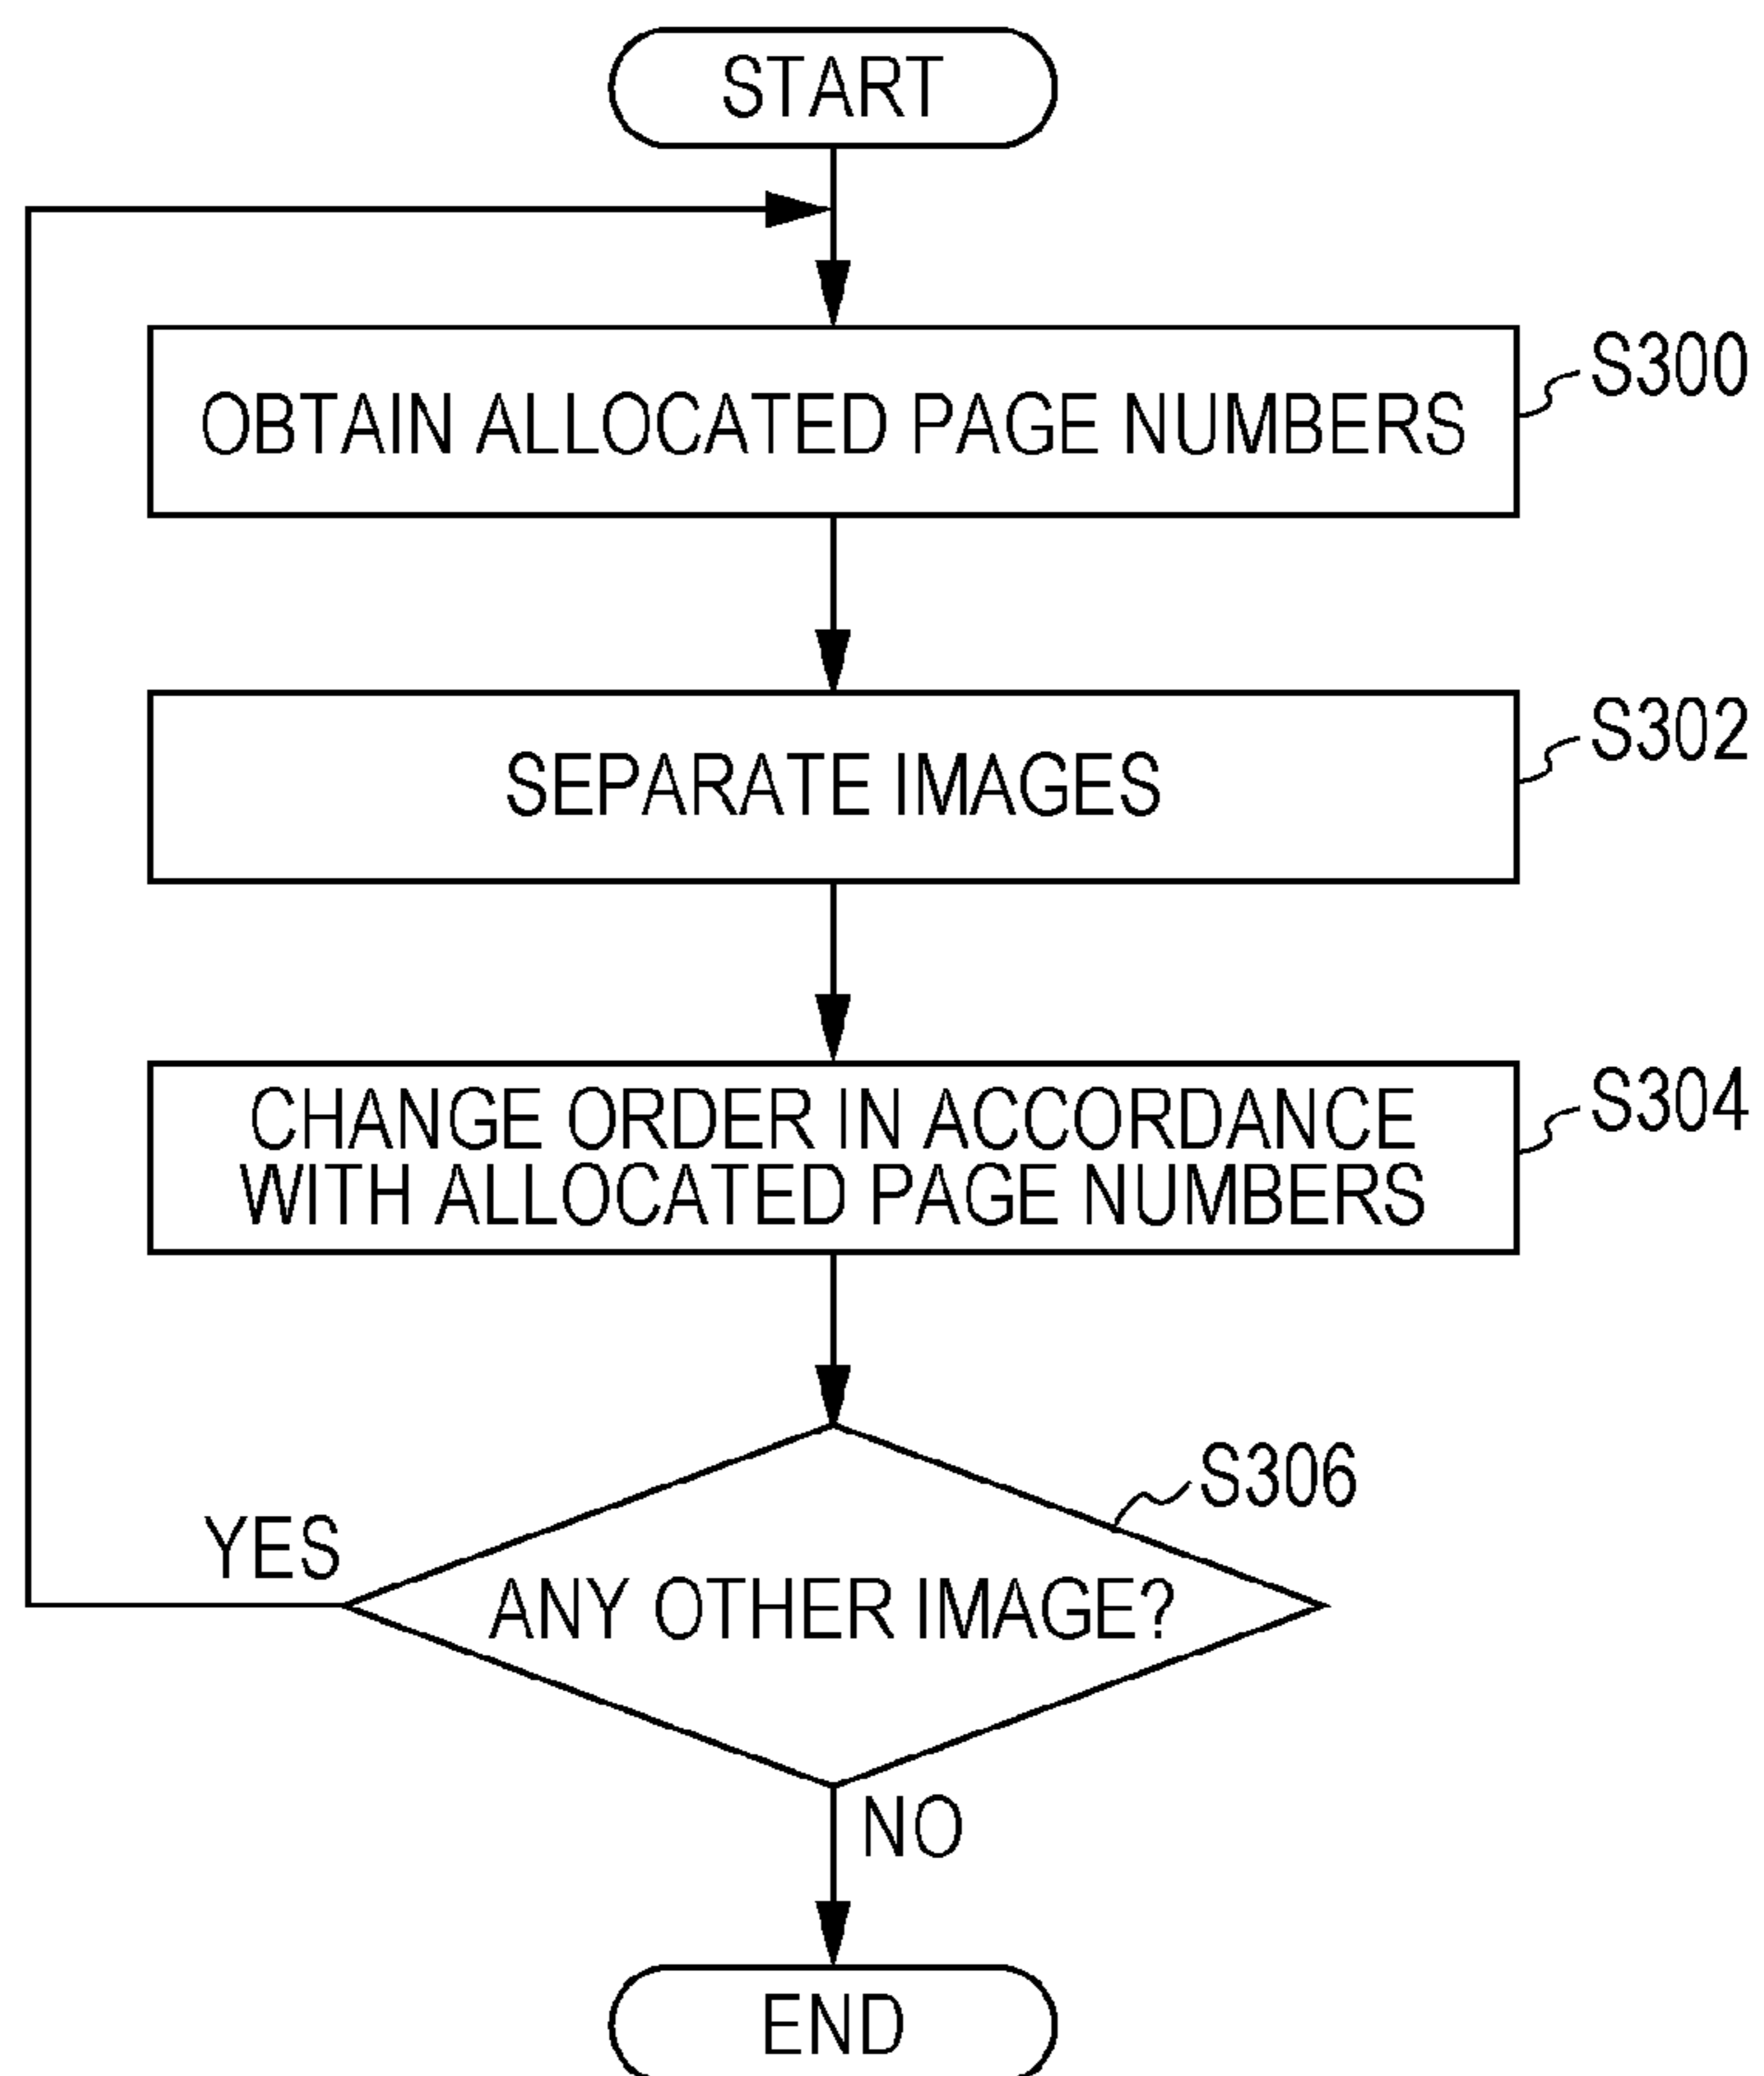 START
OBTAIN ALLOCATED PAGE NUMBERS
S300
SEPARATE IMAGES
S302
CHANGE ORDER IN ACCORDANCE
WITH ALLOCATED PAGE NUMBERS
S304
S306
YES
ANY OTHER IMAGE?
NO
END